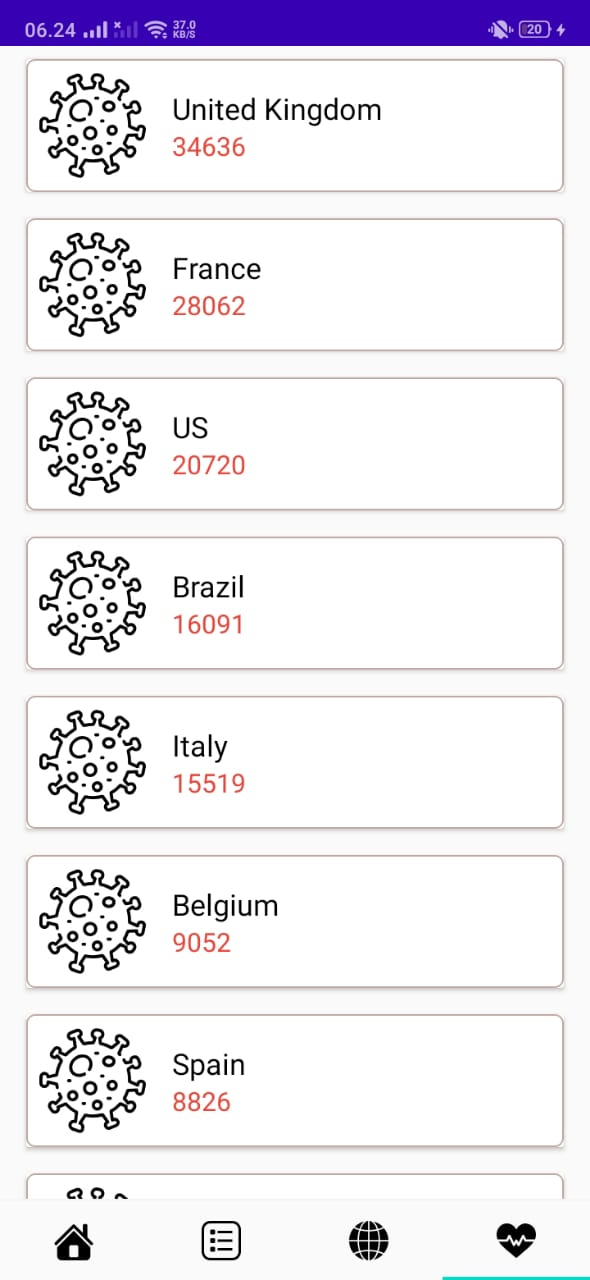 06.24
37.0
KB/S
20
United Kingdom
34636
France
28062
US
20720
Brazil
16091
Italy
15519
Belgium
9052
Spain
8826